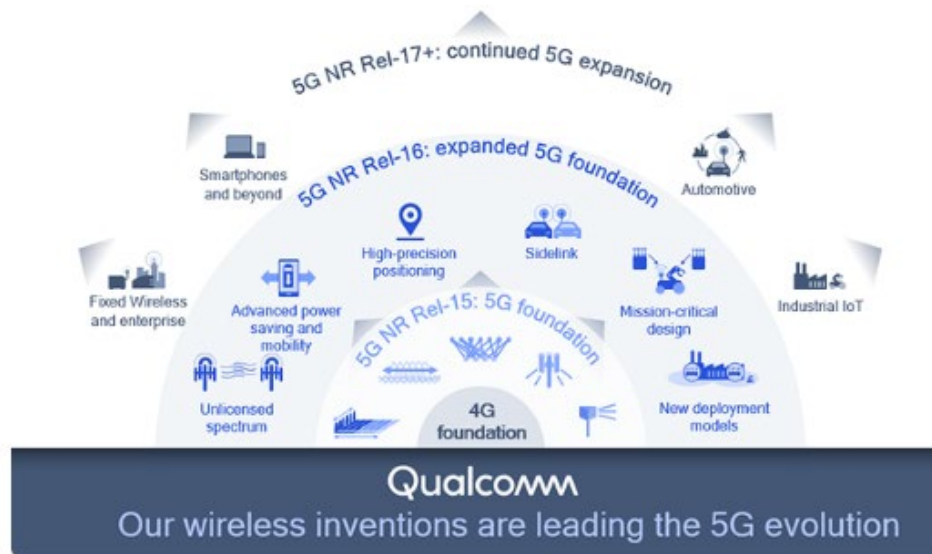 5G NR Rel-17+: continued 5G expansion
Smartphones
and beyond
Automotive
5G NR Rel-16: expanded 5G foundation
Fixed Wireless
and enterprise
Industrial IoT
High-precision
positioning
Sidelink
Advanced power
saving and
mobility
Mission-critical
design
Unlicensed
spectrum
New deployment
models
5G NR Rel-15: 5G foundation
4G
foundation
Qualcomm
Our wireless inventions are leading the 5G evolution